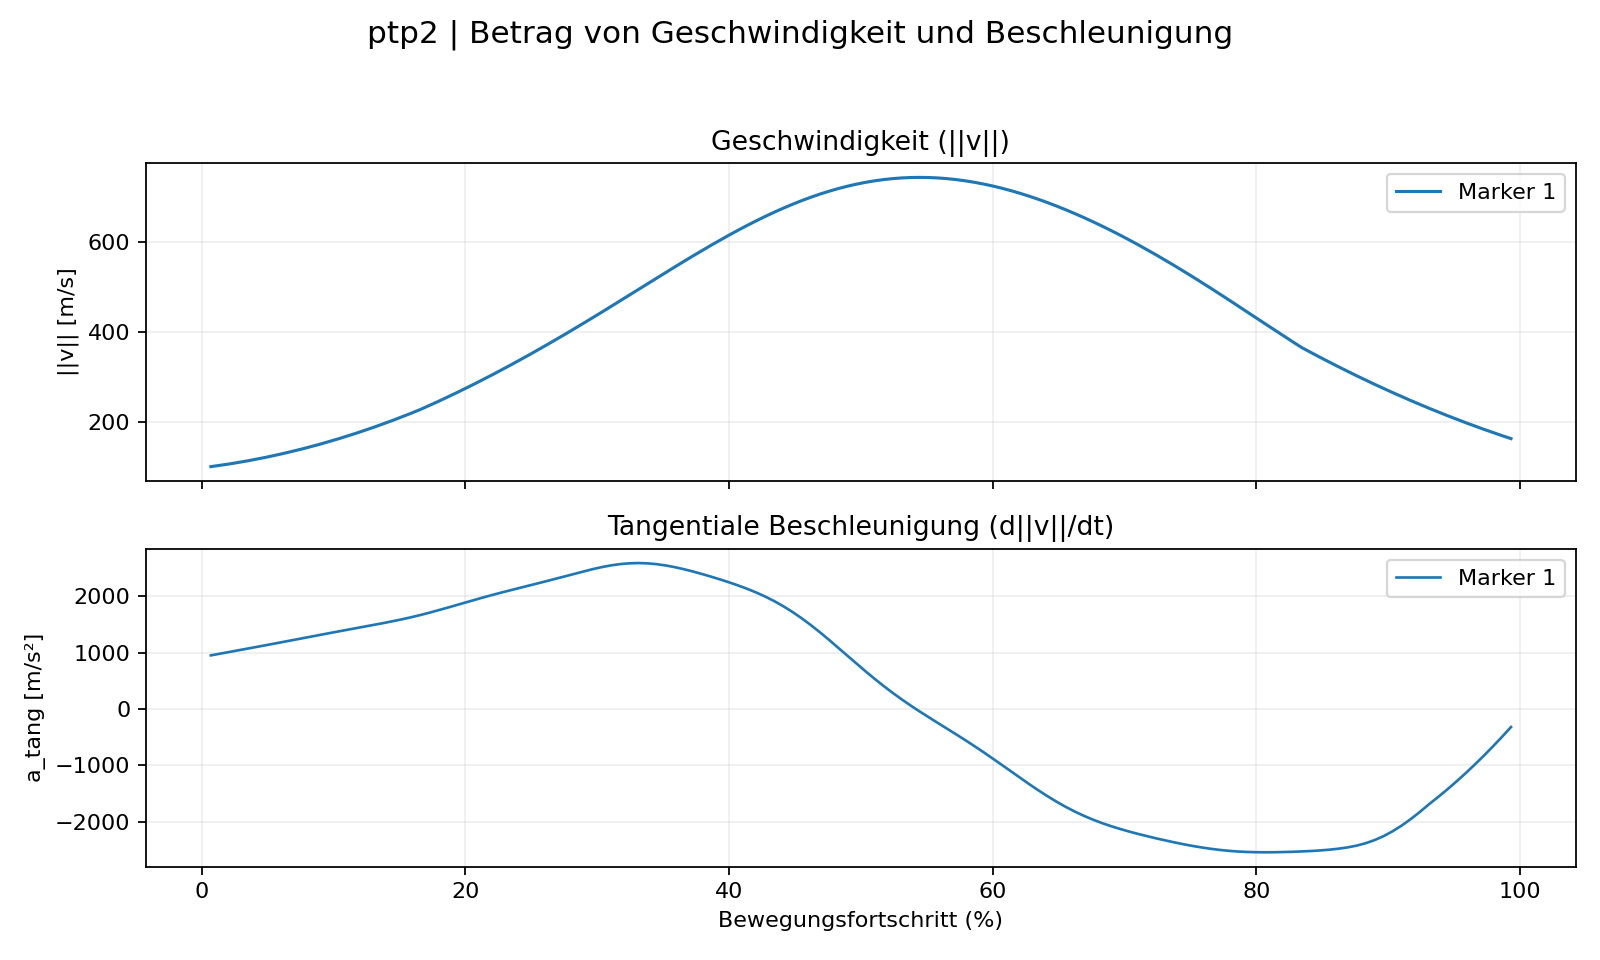 ptp2 | Betrag von Geschwindigkeit und Beschleunigung
Geschwindigkeit (||v||)
||v|| [m/s]
600
400
200
Marker 1
Tangentiale Beschleunigung (d||v||/dt)
a_tang [m/s²]
2000
1000
0
−1000
−2000
Marker 1
0 20 40 60 80 100
Bewegungsfortschritt (%)